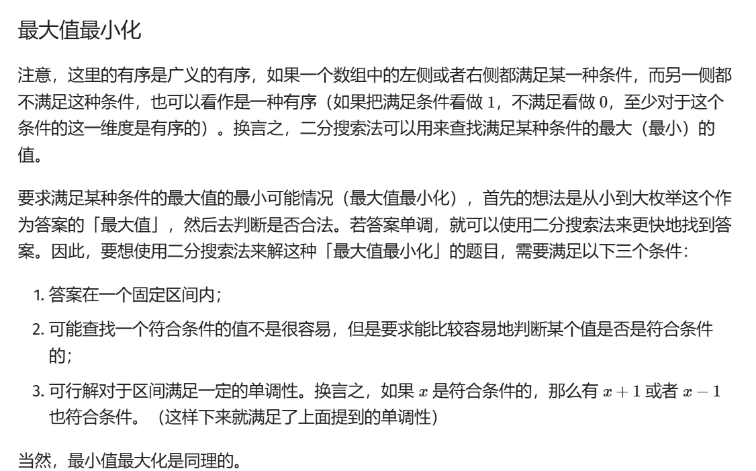 最大值最小化
注意，这里的有序是广义的有序，如果一个数组中的左侧或者右侧都满足某一种条件，而另一侧都
不满足这种条件，也可以看作是一种有序（如果把满足条件看做 1，不满足看做 0，至少对于这个
条件的这一维度是有序的）。换言之，二分搜索法可以用来查找满足某种条件的最大（最小）的
值。
要求满足某种条件的最大值的最小可能情况（最大值最小化），首先的想法是从小到大枚举这个作
为答案的「最大值」，然后去判断是否合法。若答案单调，就可以使用二分搜索法来更快地找到答
案。因此，要想使用二分搜索法来解这种「最大值最小化」的题目，需要满足以下三个条件：
1. 答案在一个固定区间内；
2. 可能查找一个符合条件的值不是很容易，但是要求能比较容易地判断某个值是否是符合条件
的；
3. 可行解对于区间满足一定的单调性。换言之，如果 x 是符合条件的，那么有 x + 1 或者 x − 1
也符合条件。（这样下来就满足了上面提到的单调性）
当然，最小值最大化是同理的。